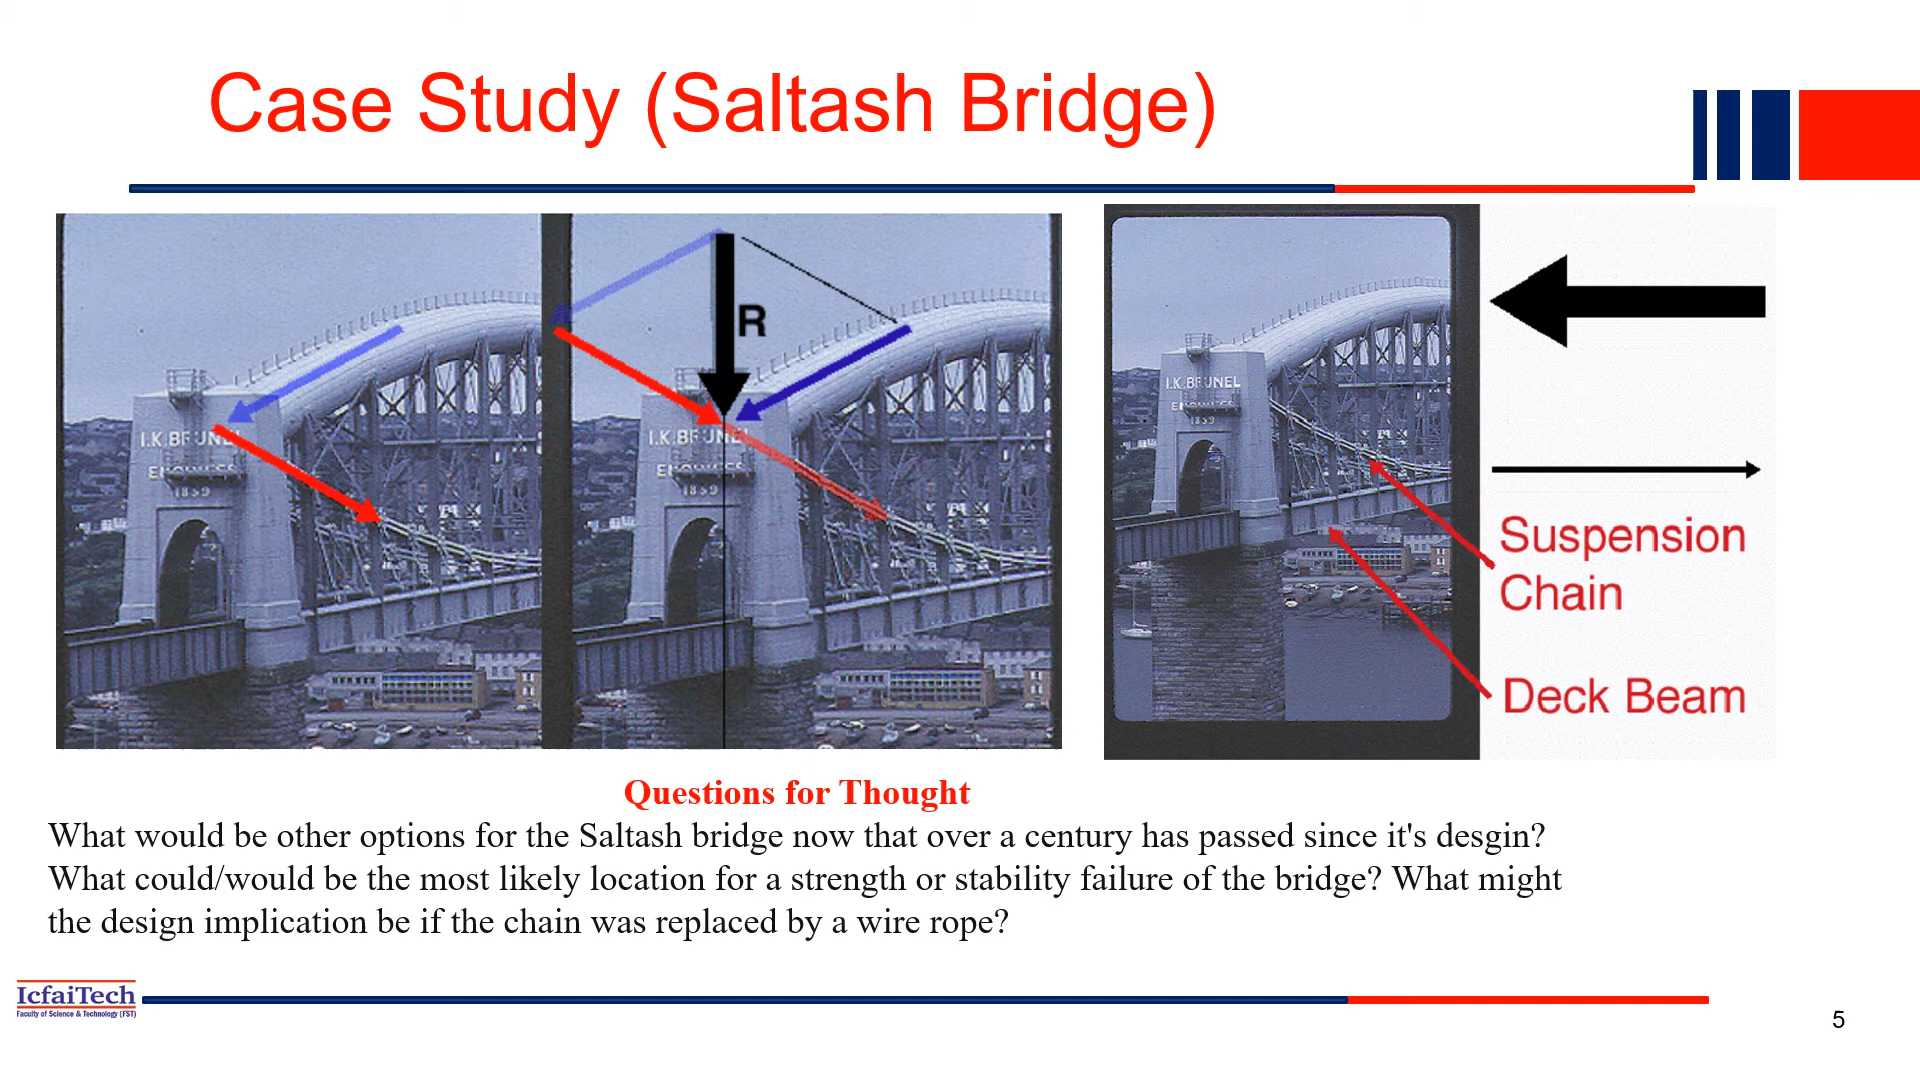 Case Study (Saltash Bridge)
R
I.K.BRUNEL
1859
I.K.BRUNEL
1859
I.K.BRUNEL
1859
Suspension
Chain
Deck Beam
Questions for Thought
What would be other options for the Saltash bridge now that over a century has passed since it's desgin?
What could/would be the most likely location for a strength or stability failure of the bridge? What might
the design implication be if the chain was replaced by a wire rope?
IcfaiTech
Faculty of Science & Technology (FST)
5